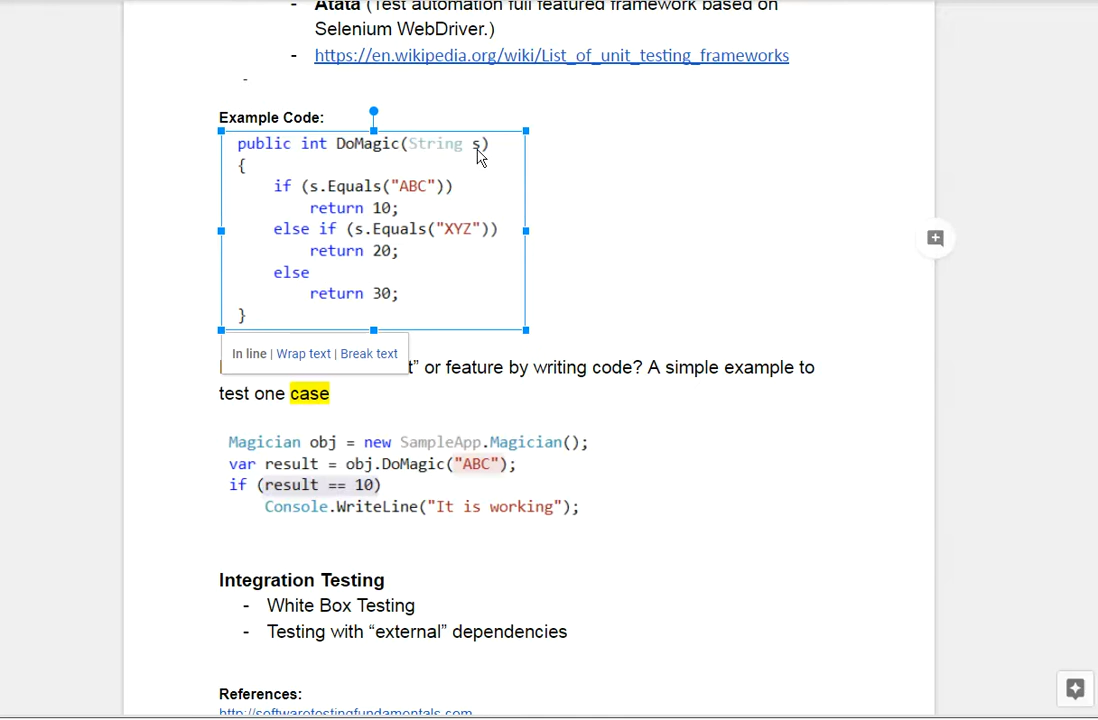 - Atata (Test automation full featured framework based on
Selenium WebDriver.)
- https://en.wikipedia.org/wiki/List_of_unit_testing_frameworks
-
Example Code:
public int DoMagic(String s)
{
if (s.Equals("ABC"))
return 10;
else if (s.Equals("XYZ"))
return 20;
else
return 30;
}
In line | Wrap text | Break text
t” or feature by writing code? A simple example to
test one case
Magician obj = new SampleApp.Magician();
var result = obj.DoMagic("ABC");
if (result == 10)
Console.WriteLine("It is working");
Integration Testing
- White Box Testing
- Testing with “external” dependencies
References:
http://softwaretestingfundamentals.com